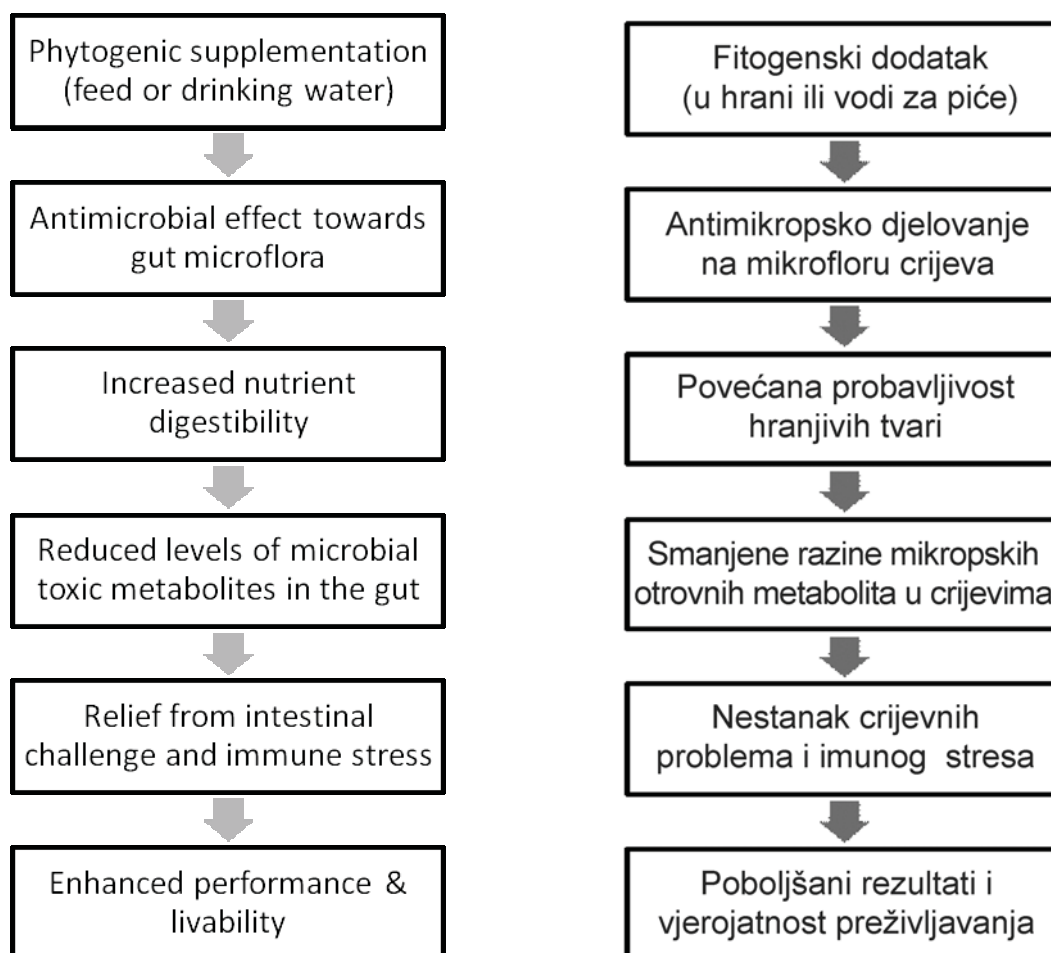 Phytogenic supplementation
(feed or drinking water)
Antimicrobial effect towards
gut microflora
Increased nutrient
digestibility
Reduced levels of microbial
toxic metabolites in the gut
Relief from intestinal
challenge and immune stress
Enhanced performance &
livability
Fitogenski dodatak
(u hrani ili vodi za piće)
Antimikropsko djelovanje
na mikrofloru crijeva
Povećana probavljivost
hranjivih tvari
Smanjene razine mikropskih
otrovnih metabolita u crijevima
Nestanak crijevnih
problema i imunog stresa
Poboljšani rezultati i
vjerojatnost preživljavanja